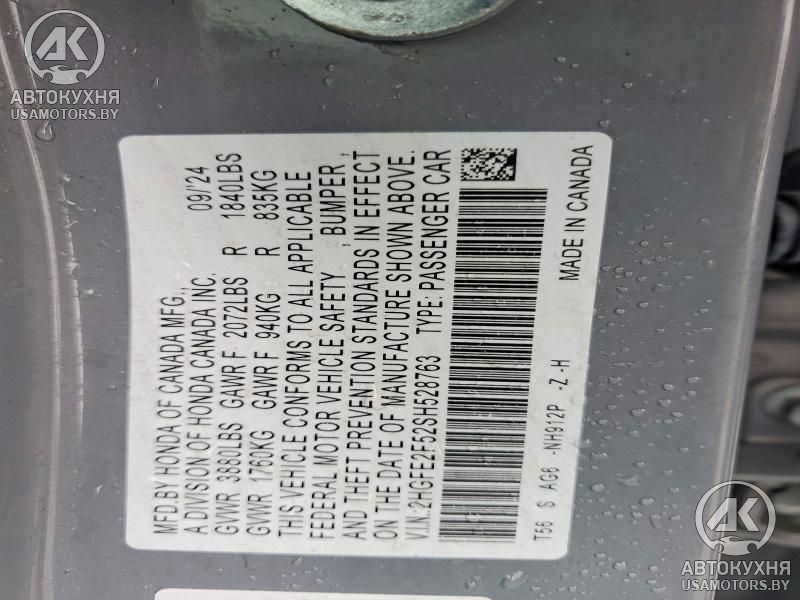 АК
АВТОКУХНЯ
USAMOTORS.BY
MFD.BY HONDA OF CANADA MFG., 09/'24
A DIVISION OF HONDA CANADA INC.
GVWR 3880LBS GAWR F 2072LBS R 1840LBS
GVWR 1760KG GAWR F 940KG R 835KG
THIS VEHICLE CONFORMS TO ALL APPLICABLE
FEDERAL MOTOR VEHICLE SAFETY , BUMPER ,
AND THEFT PREVENTION STANDARDS IN EFFECT
ON THE DATE OF MANUFACTURE SHOWN ABOVE.
V.I.N. 2HGFE2F52SH528763 TYPE: PASSENGER CAR
T56 S AG6 -NH912P -Z -H
MADE IN CANADA
АК
АВТОКУХНЯ
USAMOTORS.BY